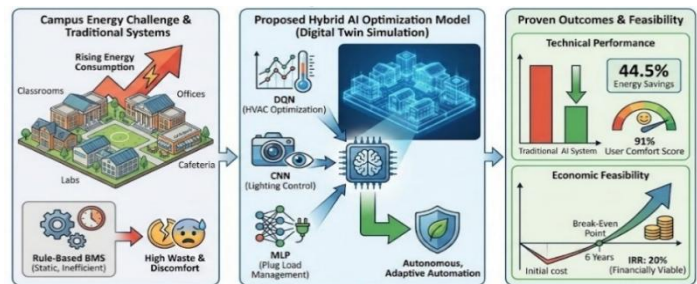 Campus Energy Challenge &
Traditional Systems
Rising Energy
Consumption
Classrooms
Offices
Labs
Cafeteria
Rule-Based BMS
(Static, Inefficient)
High Waste &
Discomfort
Proposed Hybrid AI Optimization Model
(Digital Twin Simulation)
DQN
(HVAC Optimization)
CNN
(Lighting Control)
MLP
(Plug Load
Management)
Autonomous,
Adaptive Automation
Proven Outcomes & Feasibility
Technical Performance
44.5%
Energy Savings
Traditional AI System
91%
User Comfort Score
Economic Feasibility
Break-Even
Point
6 Years
Initial cost
IRR: 20%
(Financially Viable)